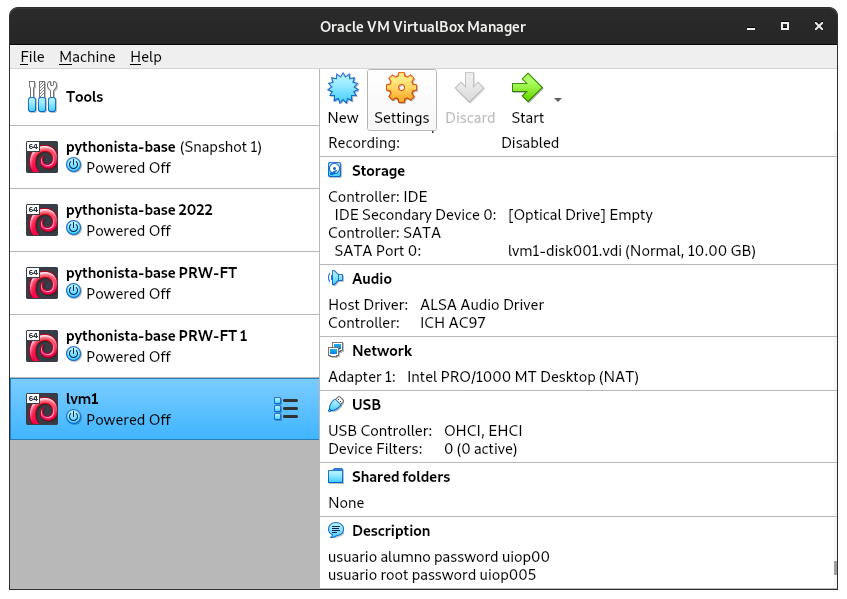 Oracle VM VirtualBox Manager
File Machine Help
Tools
64
pythonista-base (Snapshot 1)
Powered Off
64
pythonista-base 2022
Powered Off
64
pythonista-base PRW-FT
Powered Off
64
pythonista-base PRW-FT 1
Powered Off
64
lvm1
Powered Off
New Settings Discard Start
Recording: Disabled
Storage
Controller: IDE
IDE Secondary Device 0: [Optical Drive] Empty
Controller: SATA
SATA Port 0: lvm1-disk001.vdi (Normal, 10.00 GB)
Audio
Host Driver: ALSA Audio Driver
Controller: ICH AC97
Network
Adapter 1: Intel PRO/1000 MT Desktop (NAT)
USB
USB Controller: OHCI, EHCI
Device Filters: 0 (0 active)
Shared folders
None
Description
usuario alumno password uiop00
usuario root password uiop005